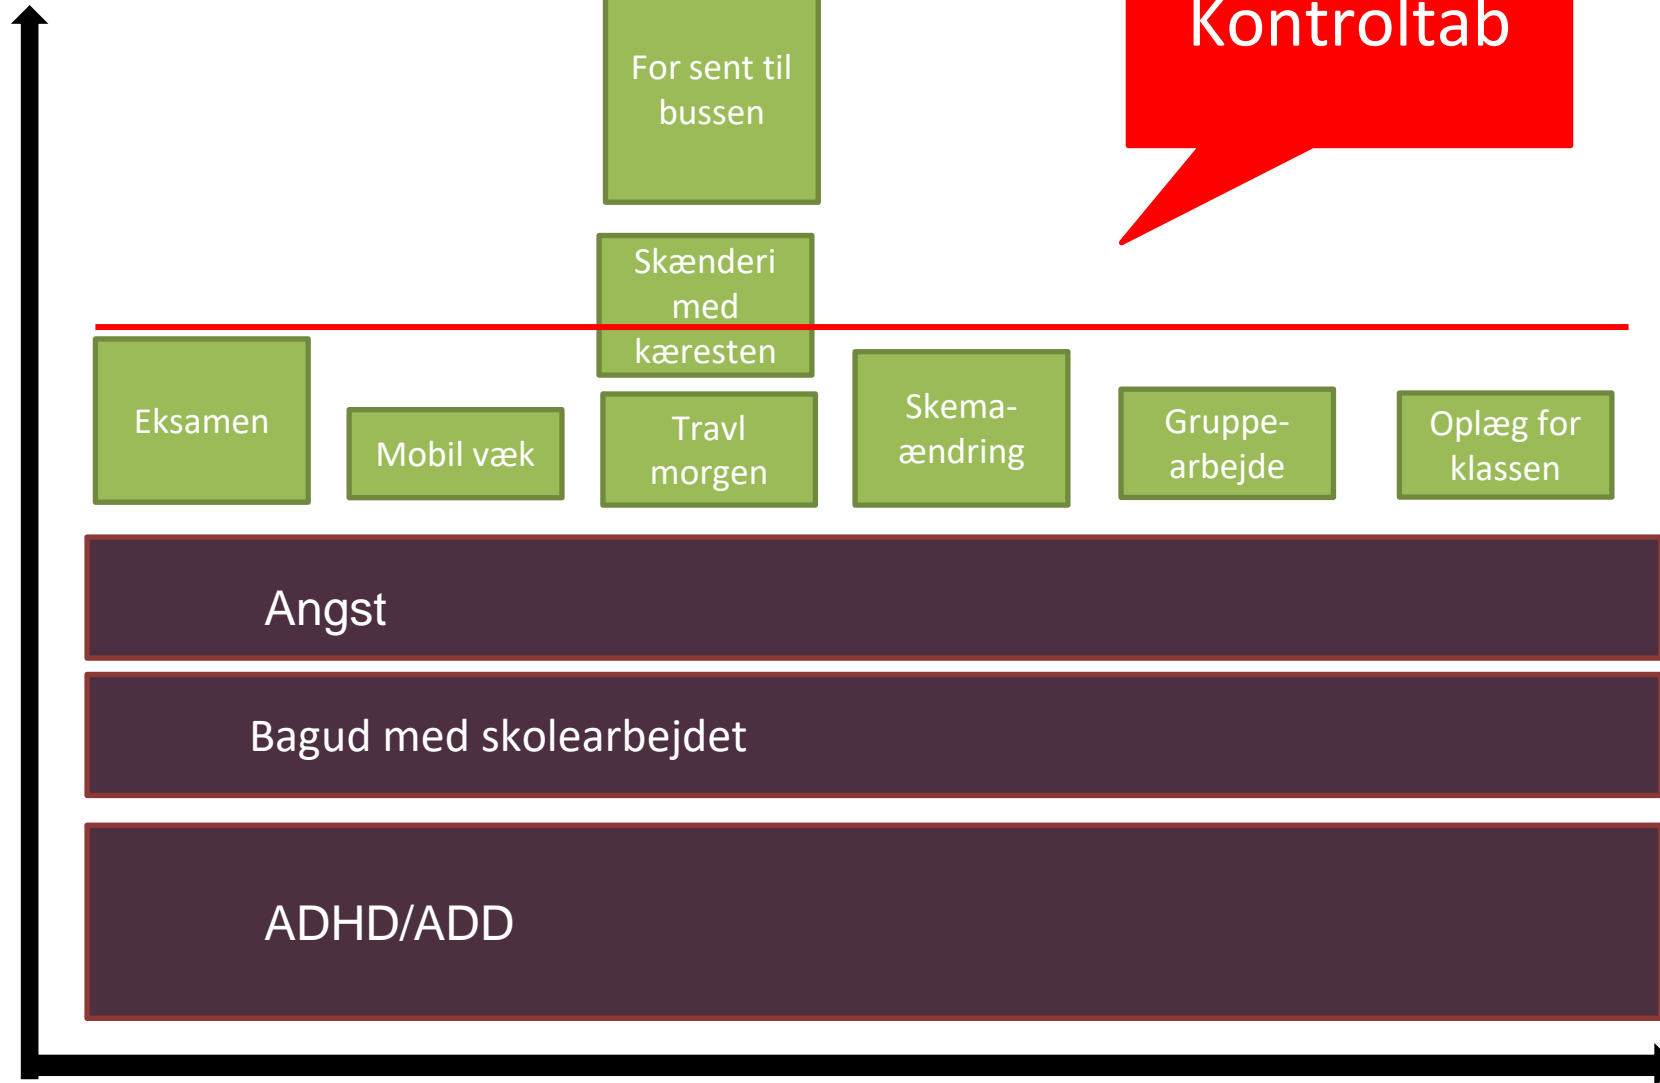 Kontroltab
For sent til
bussen
Skænderi
med
kæresten
Eksamen
Mobil væk
Travl
morgen
Skema-
ændring
Gruppe-
arbejde
Oplæg for
klassen
Angst
Bagud med skolearbejdet
ADHD/ADD